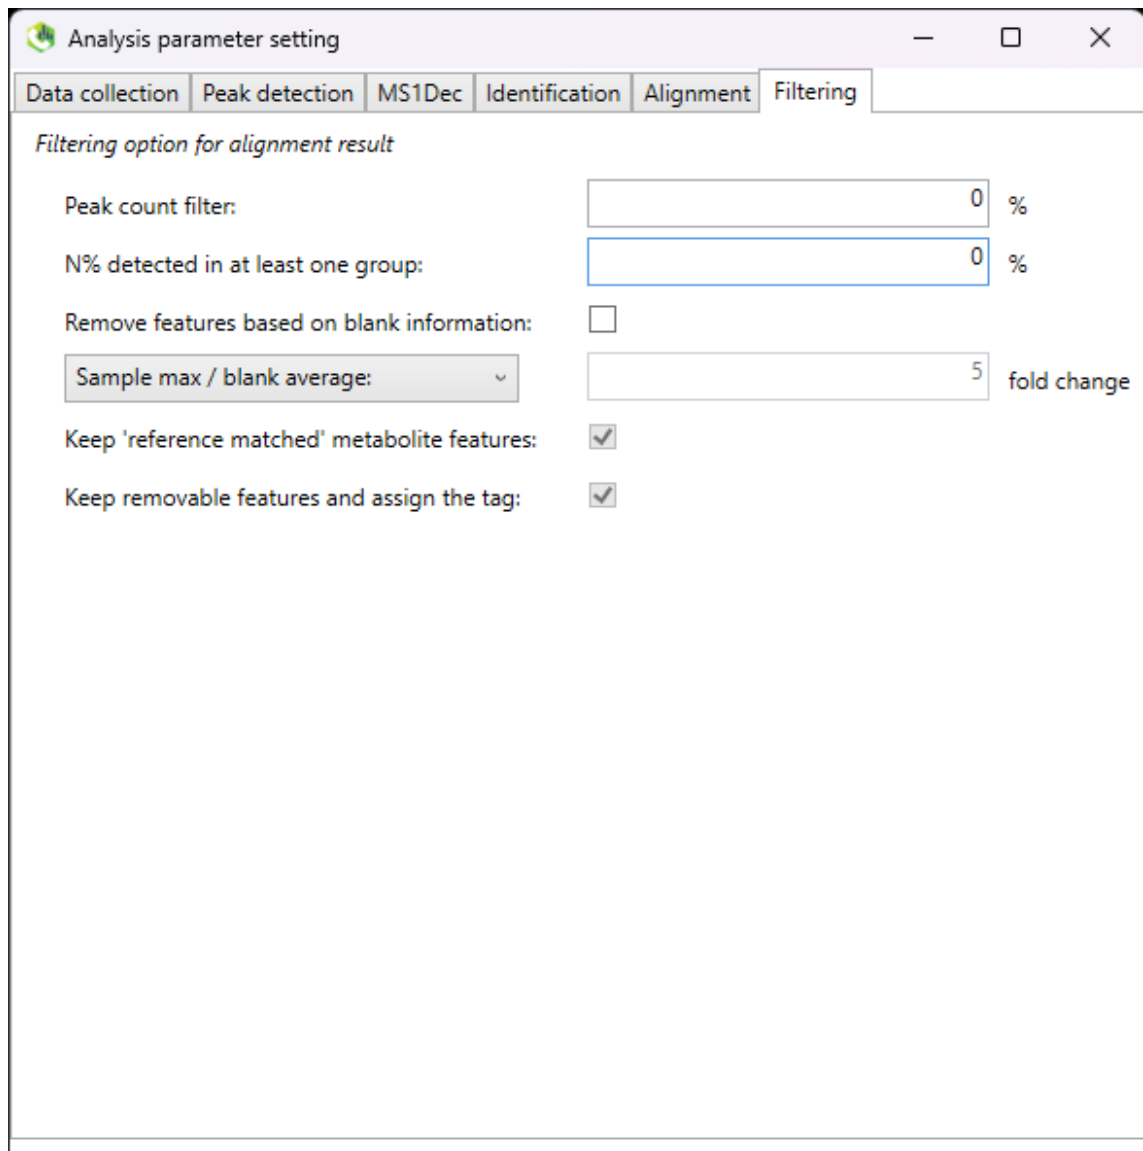 Analysis parameter setting
Data collection Peak detection MS1Dec Identification Alignment Filtering
Filtering option for alignment result
Peak count filter: 0 %
N% detected in at least one group: 0 %
Remove features based on blank information:
Sample max / blank average: 5 fold change
Keep 'reference matched' metabolite features:
Keep removable features and assign the tag: